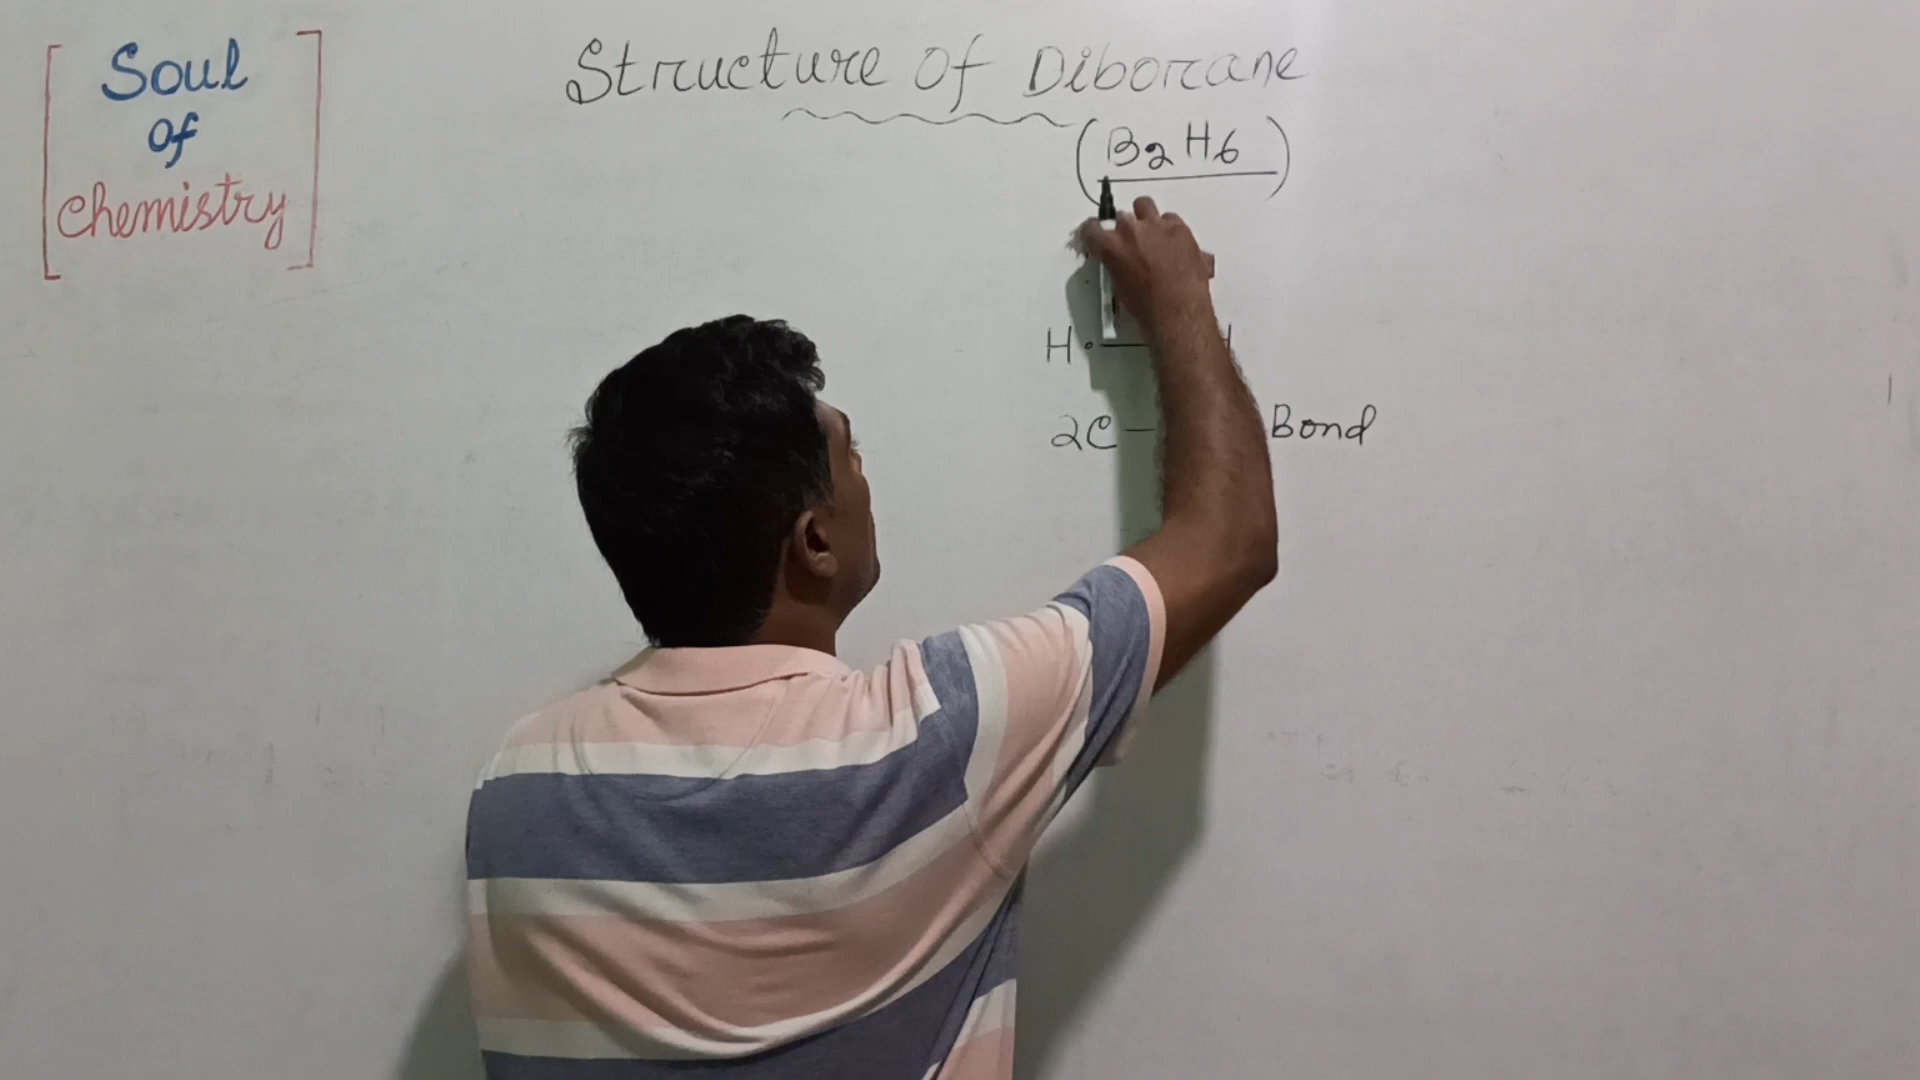 Soul
Of
Chemistry
Structure Of Diborane
(B2H6)
H · — H
2C — Bond